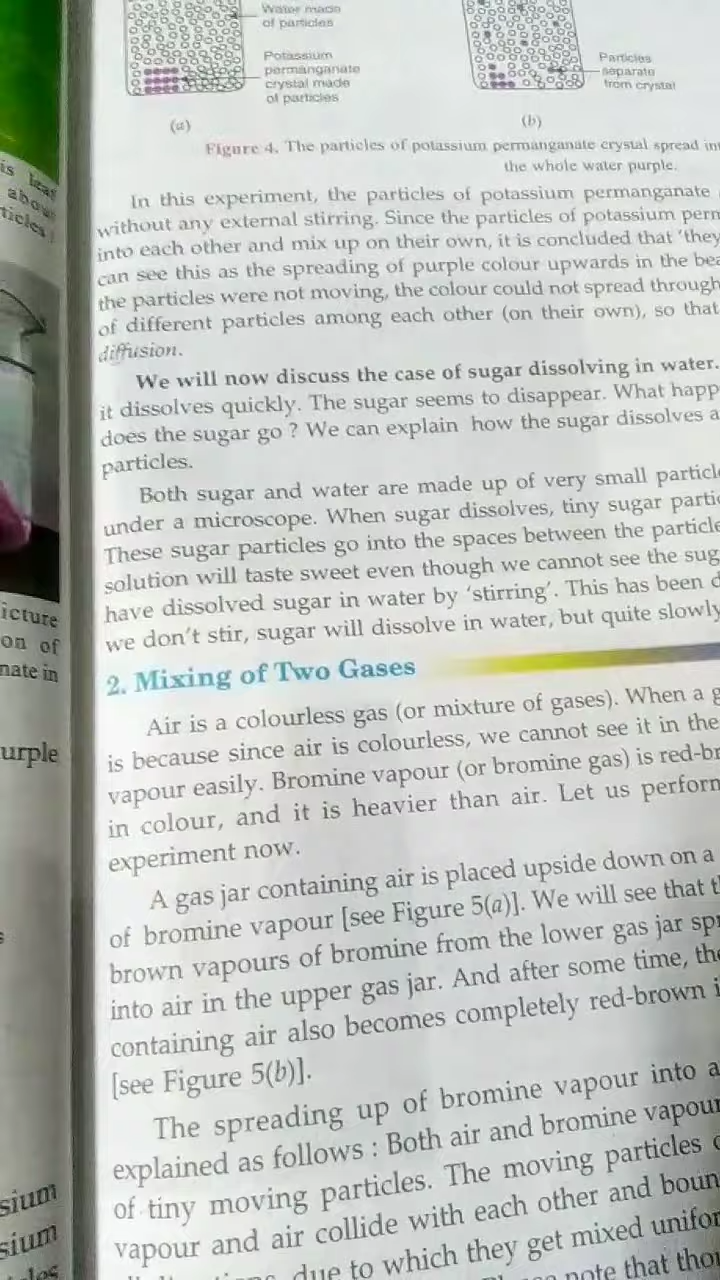 Water made
of particles
Potassium
permanganate
crystal made
of particles
Particles
separate
from crystal
(a)
(b)
Figure 4. The particles of potassium permanganate crystal spread
the whole water purple.
In this experiment, the particles of potassium permanganate
without any external stirring. Since the particles of potassium
into each other and mix up on their own, it is concluded that 'they
can see this as the spreading of purple colour upwards in the
the particles were not moving, the colour could not spread through
of different particles among each other (on their own), so that
diffusion.
We will now discuss the case of sugar dissolving in water.
it dissolves quickly. The sugar seems to disappear. What
does the sugar go ? We can explain how the sugar dissolves
particles.
Both sugar and water are made up of very small
under a microscope. When sugar dissolves, tiny sugar
These sugar particles go into the spaces between the
solution will taste sweet even though we cannot see the
have dissolved sugar in water by 'stirring'. This has been
we don't stir, sugar will dissolve in water, but quite slowly
2. Mixing of Two Gases
Air is a colourless gas (or mixture of gases). When a
is because since air is colourless, we cannot see it in the
vapour easily. Bromine vapour (or bromine gas) is
in colour, and it is heavier than air. Let us perform
experiment now.
A gas jar containing air is placed upside down on a
of bromine vapour [see Figure 5(a)]. We will see that
brown vapours of bromine from the lower gas jar
into air in the upper gas jar. And after some time,
containing air also becomes completely red-brown
[see Figure 5(b)].
The spreading up of bromine vapour into
explained as follows : Both air and bromine vapour
of tiny moving particles. The moving particles
vapour and air collide with each other and
due to which they get mixed
note that
icture
on of
nate in
urple
sium
sium